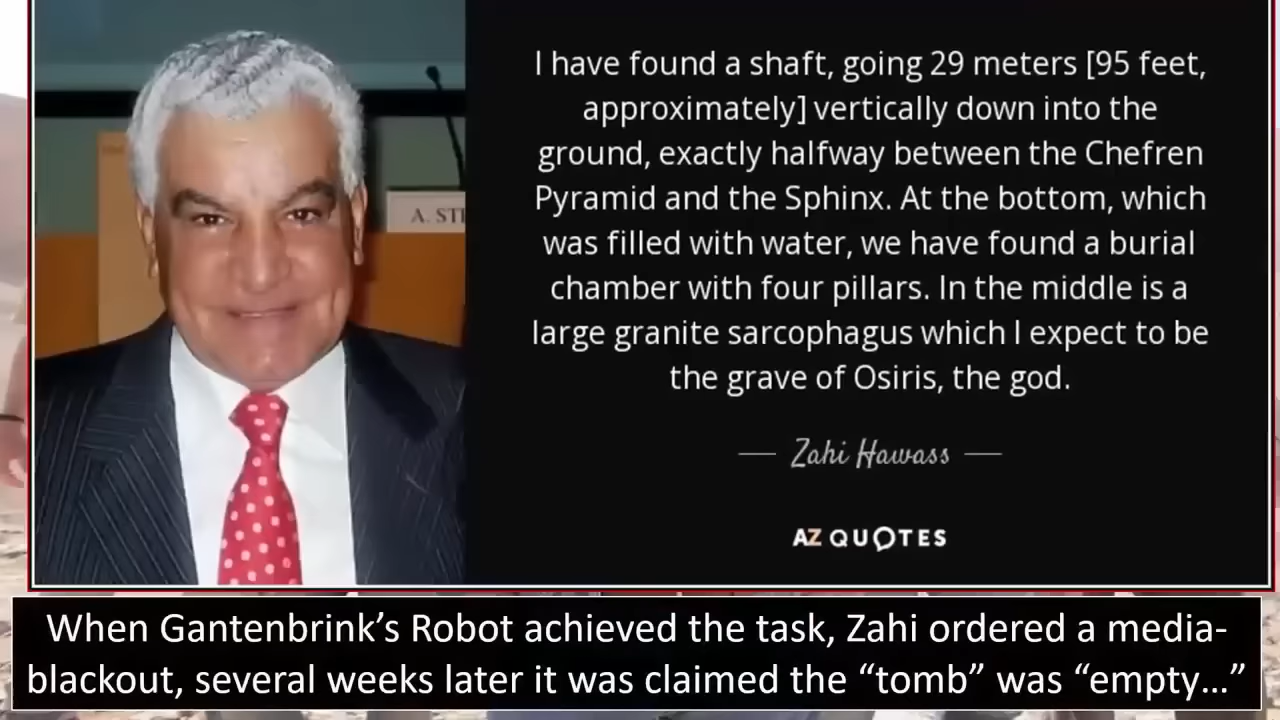 I have found a shaft, going 29 meters [95 feet,
approximately] vertically down into the
ground, exactly halfway between the Chefren
Pyramid and the Sphinx. At the bottom, which
was filled with water, we have found a burial
chamber with four pillars. In the middle is a
large granite sarcophagus which I expect to be
the grave of Osiris, the god.
A. STE
Zahi Hawass
AZ QUOTES
When Gantenbrink’s Robot achieved the task, Zahi ordered a media-
blackout, several weeks later it was claimed the “tomb” was “empty...”